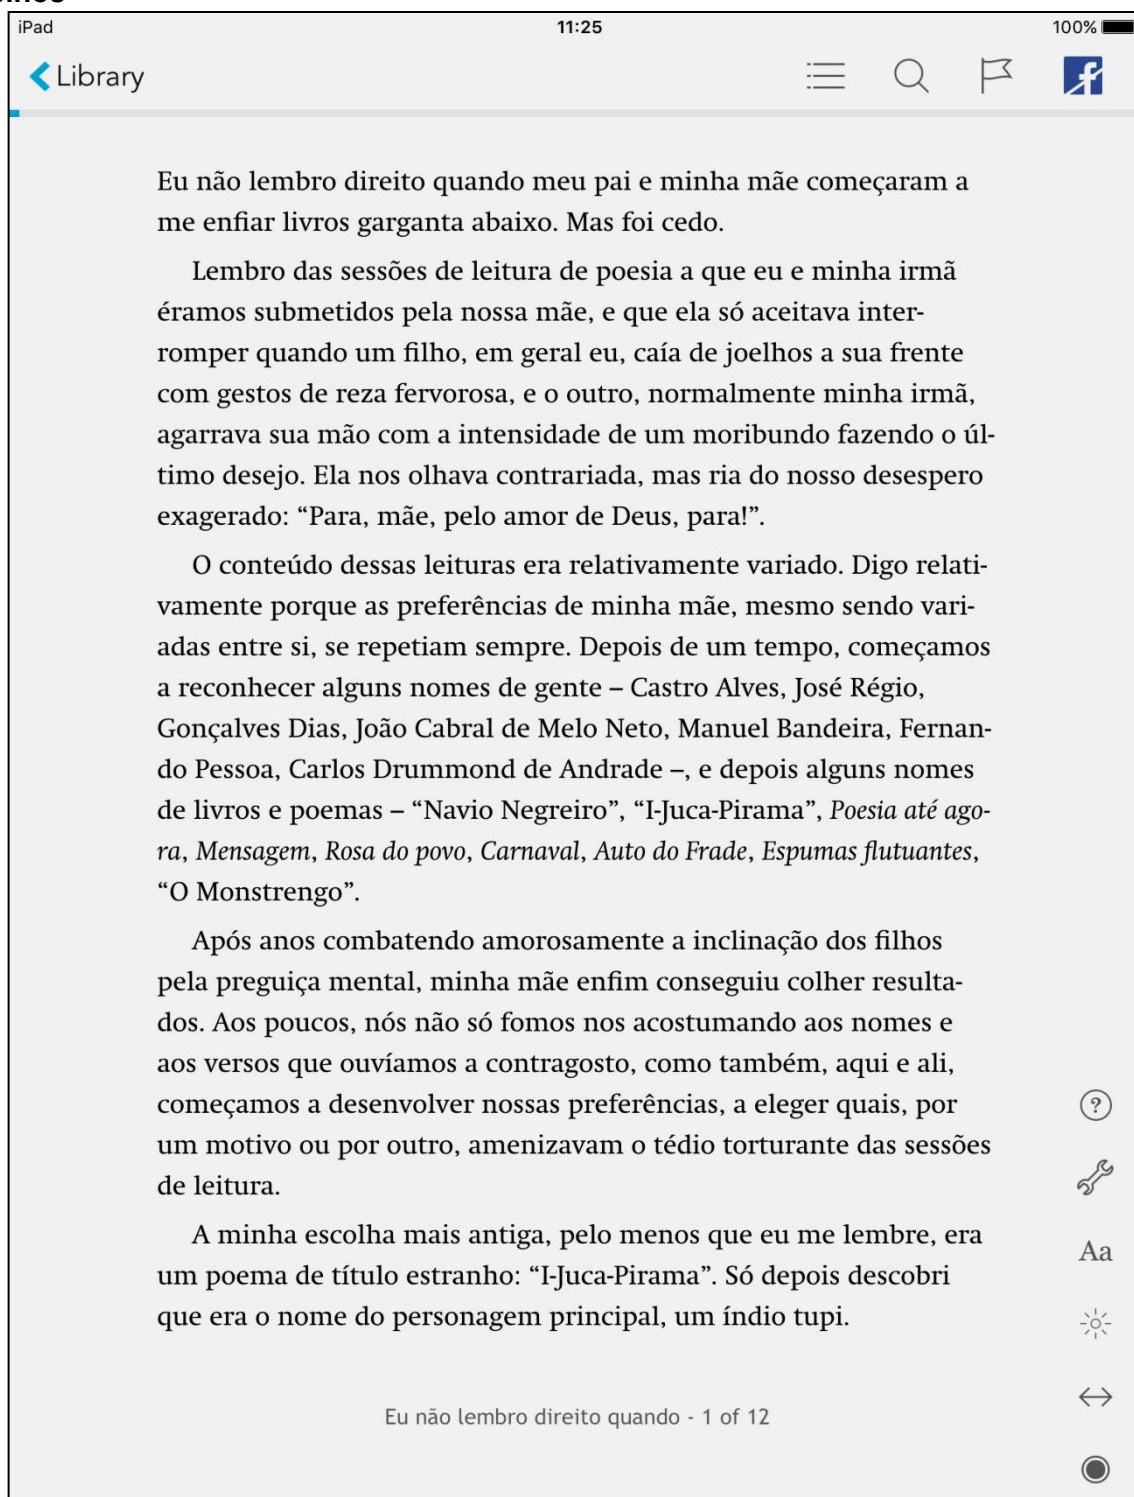 iPad
11:25
100%
Library
Eu não lembro direito quando meu pai e minha mãe começaram a
me enfiar livros garganta abaixo. Mas foi cedo.
Lembro das sessões de leitura de poesia a que eu e minha irmã
éramos submetidos pela nossa mãe, e que ela só aceitava inter-
romper quando um filho, em geral eu, caía de joelhos a sua frente
com gestos de reza fervorosa, e o outro, normalmente minha irmã,
agarrava sua mão com a intensidade de um moribundo fazendo o úl-
timo desejo. Ela nos olhava contrariada, mas ria do nosso desespero
exagerado: “Para, mãe, pelo amor de Deus, para!”.
O conteúdo dessas leituras era relativamente variado. Digo relati-
vamente porque as preferências de minha mãe, mesmo sendo vari-
adas entre si, se repetiam sempre. Depois de um tempo, começamos
a reconhecer alguns nomes de gente – Castro Alves, José Régio,
Gonçalves Dias, João Cabral de Melo Neto, Manuel Bandeira, Fernan-
do Pessoa, Carlos Drummond de Andrade –, e depois alguns nomes
de livros e poemas – “Navio Negreiro”, “I-Juca-Pirama”, Poesia até ago-
ra, Mensagem, Rosa do povo, Carnaval, Auto do Frade, Espumas flutuantes,
“O Monstrengo”.
Após anos combatendo amorosamente a inclinação dos filhos
pela preguiça mental, minha mãe enfim conseguiu colher resulta-
dos. Aos poucos, nós não só fomos nos acostumando aos nomes e
aos versos que ouvíamos a contragosto, como também, aqui e ali,
começamos a desenvolver nossas preferências, a eleger quais, por
um motivo ou por outro, amenizavam o tédio torturante das sessões
de leitura.
A minha escolha mais antiga, pelo menos que eu me lembre, era
um poema de título estranho: “I-Juca-Pirama”. Só depois descobri
que era o nome do personagem principal, um índio tupi.
Aa
Eu não lembro direito quando - 1 of 12